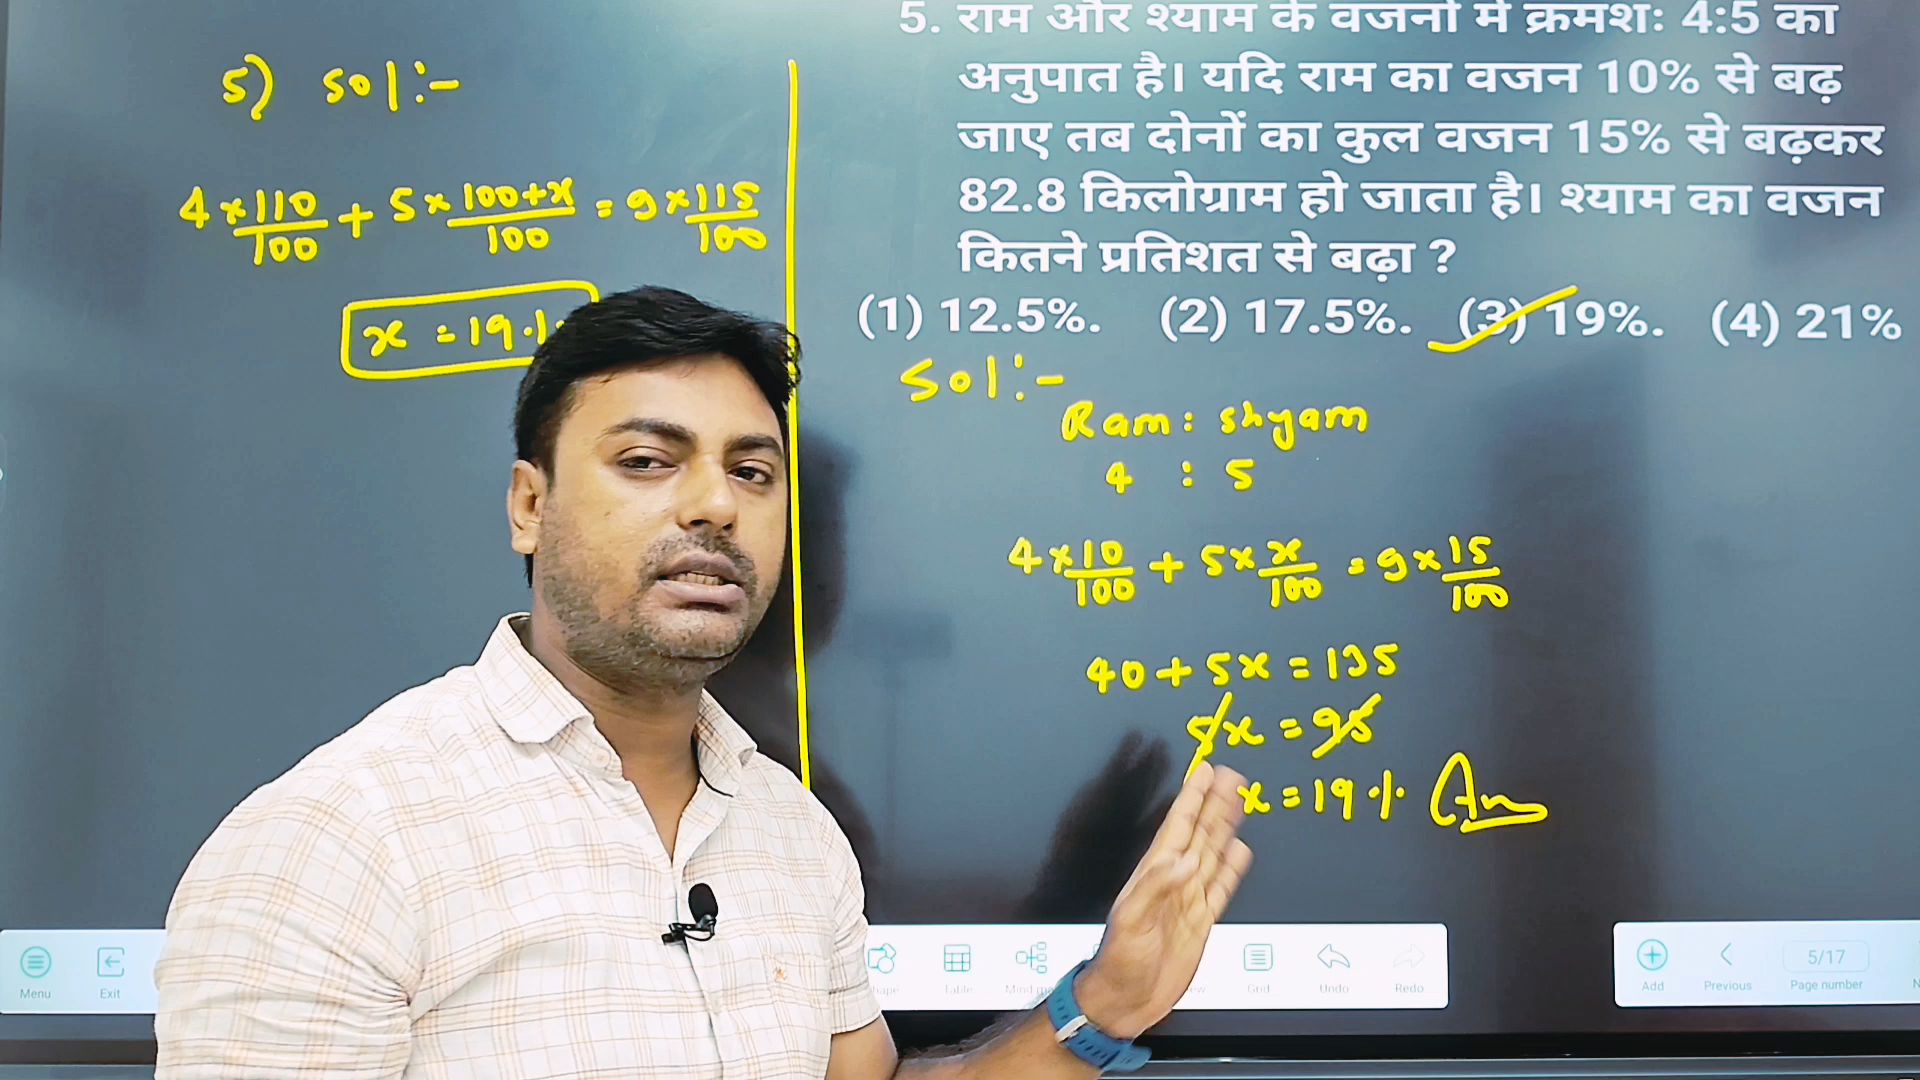 5. राम और श्याम के वजनों में क्रमशः 4:5 का
अनुपात है। यदि राम का वजन 10% से बढ़
जाए तब दोनों का कुल वजन 15% से बढ़कर
82.8 किलोग्राम हो जाता है। श्याम का वजन
कितने प्रतिशत से बढ़ा ?
(1) 12.5%. (2) 17.5%. (3) 19%. (4) 21%
5) Sol:-
4 × 110/100 + 5 × 100+x/100 = 9 × 115/100
x = 19%
Sol:-
Ram : Shyam
4 : 5
4 × 10/100 + 5 × x/100 = 9 × 15/100
40 + 5x = 135
5x = 95
x = 19% Ans
Menu Exit Table Grid Undo Redo
Add Previous 5/17 Page number